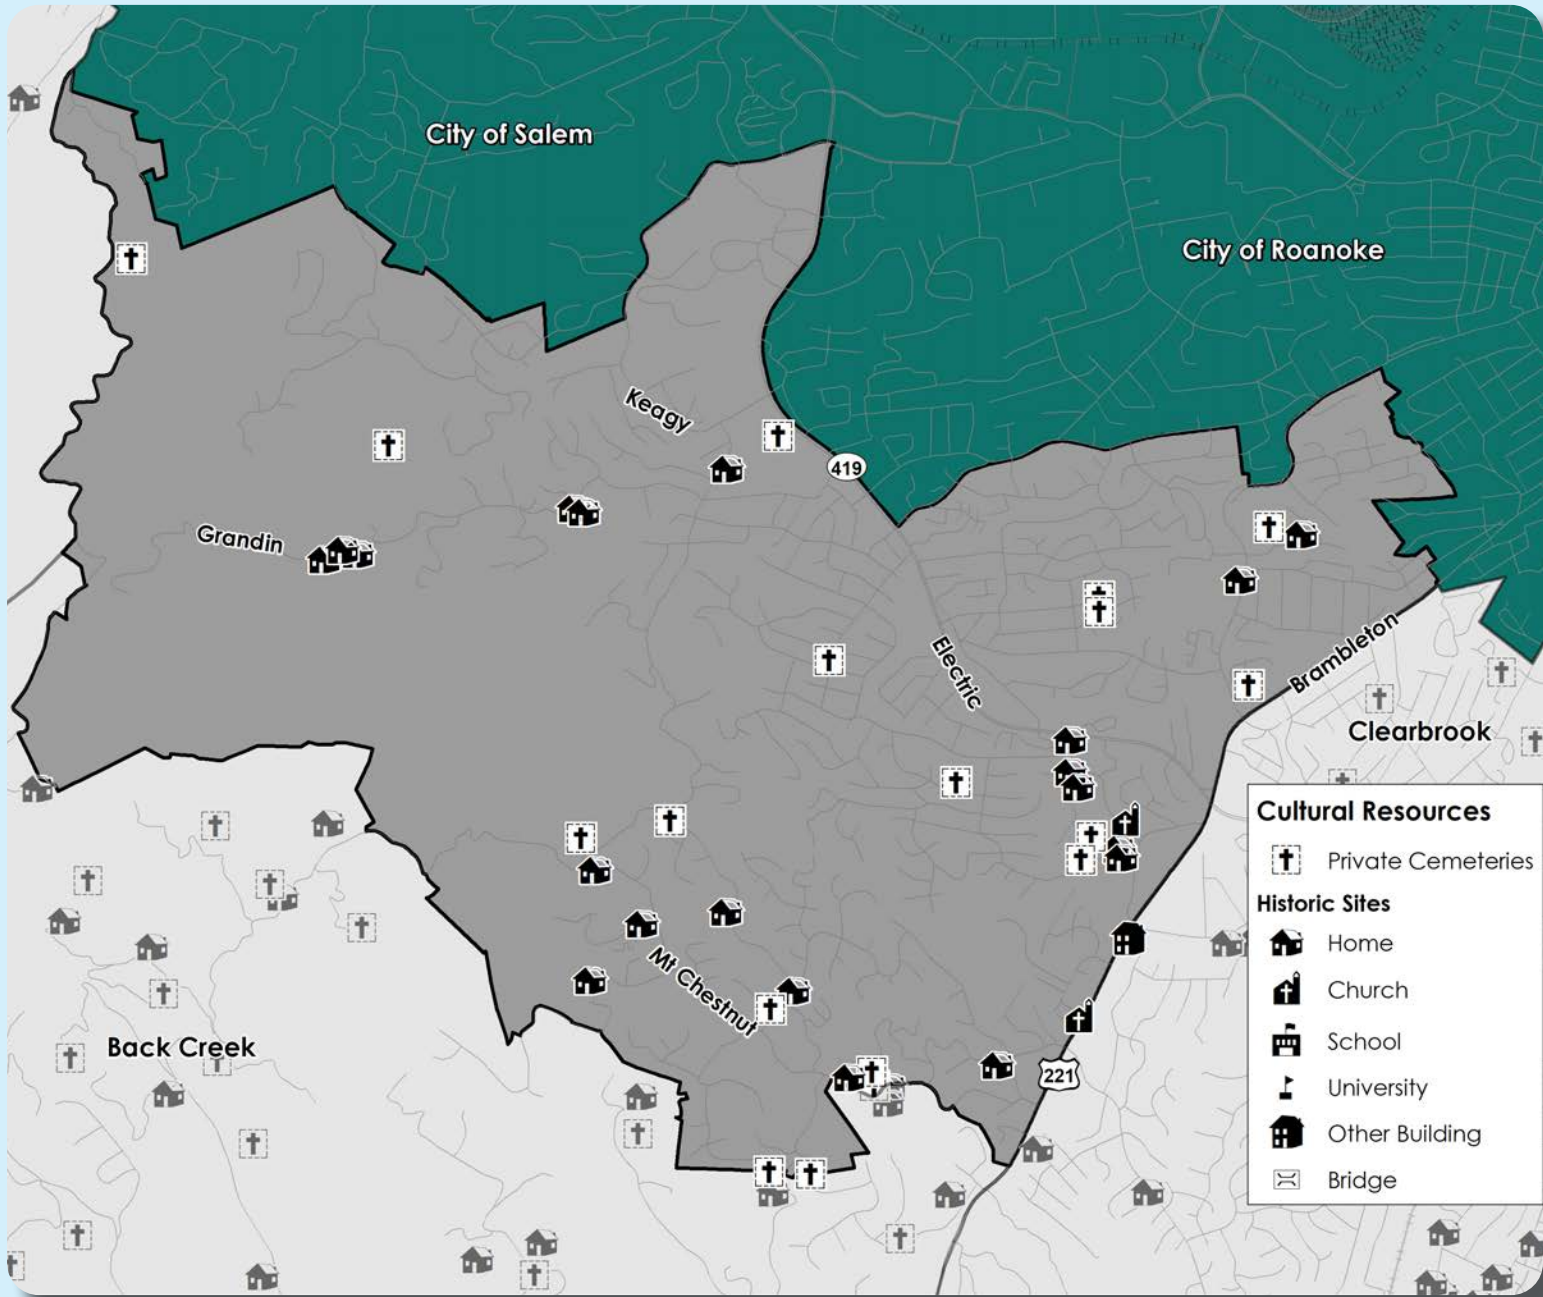 City of Salem
City of Roanoke
Keagy
419
Grandin
Electric
Brambleton
Clearbrook
Cultural Resources
Private Cemeteries
Historic Sites
Home
Church
School
University
Other Building
Bridge
Mt Chestnut
Back Creek
221